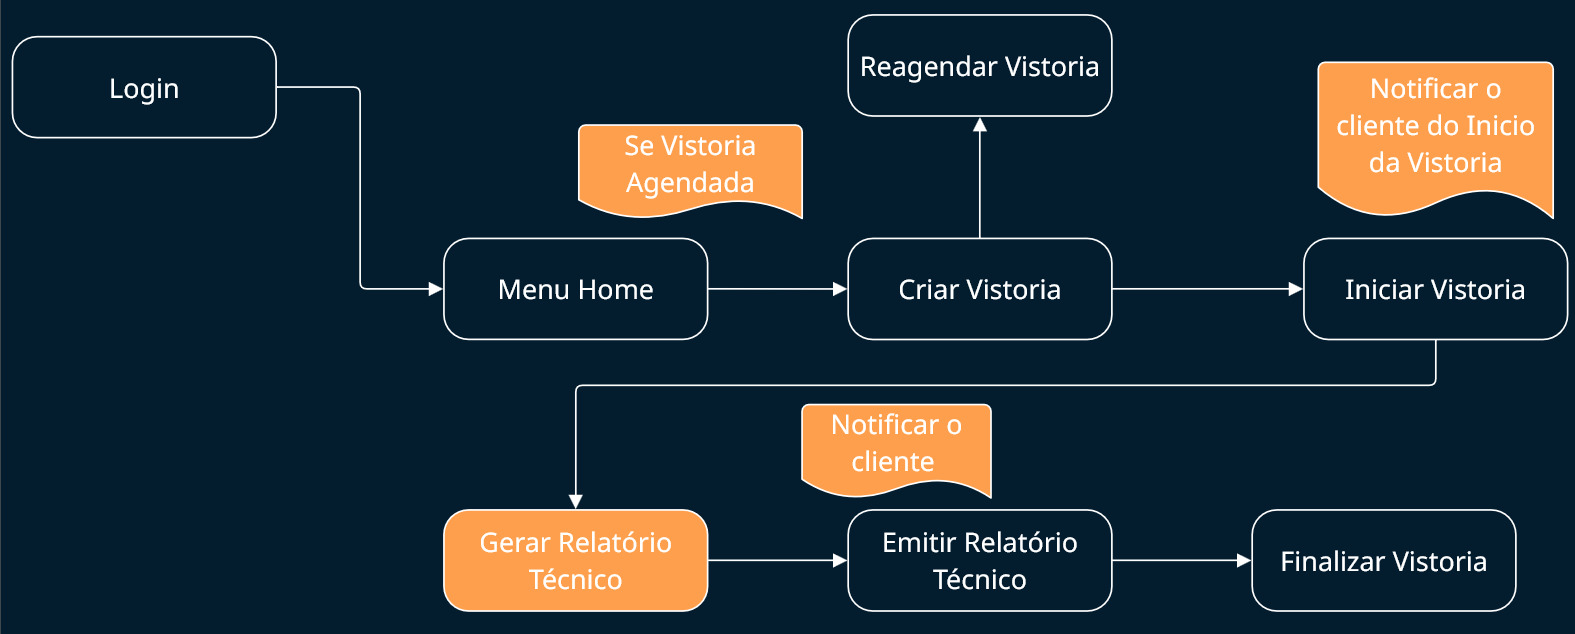 Login
Reagendar Vistoria
Notificar o
cliente do Inicio
da Vistoria
Se Vistoria
Agendada
Menu Home
Criar Vistoria
Iniciar Vistoria
Notificar o
cliente
Gerar Relatório
Técnico
Emitir Relatório
Técnico
Finalizar Vistoria